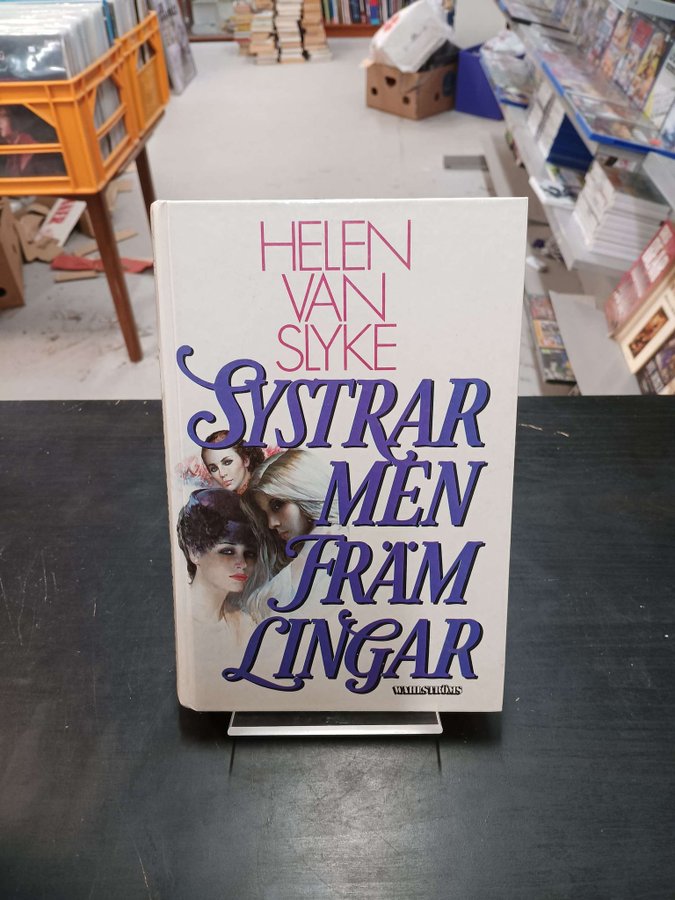 HELEN
VAN
SLYKE
SYSTRAR
MEN
FRÄM
LINGAR
WAHLSTRÖMS